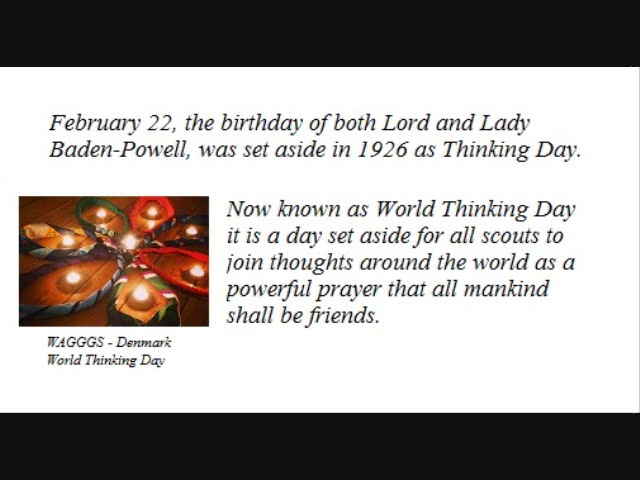 February 22, the birthday of both Lord and Lady
Baden-Powell, was set aside in 1926 as Thinking Day.
Now known as World Thinking Day
it is a day set aside for all scouts to
join thoughts around the world as a
powerful prayer that all mankind
shall be friends.
WAGGGS - Denmark
World Thinking Day